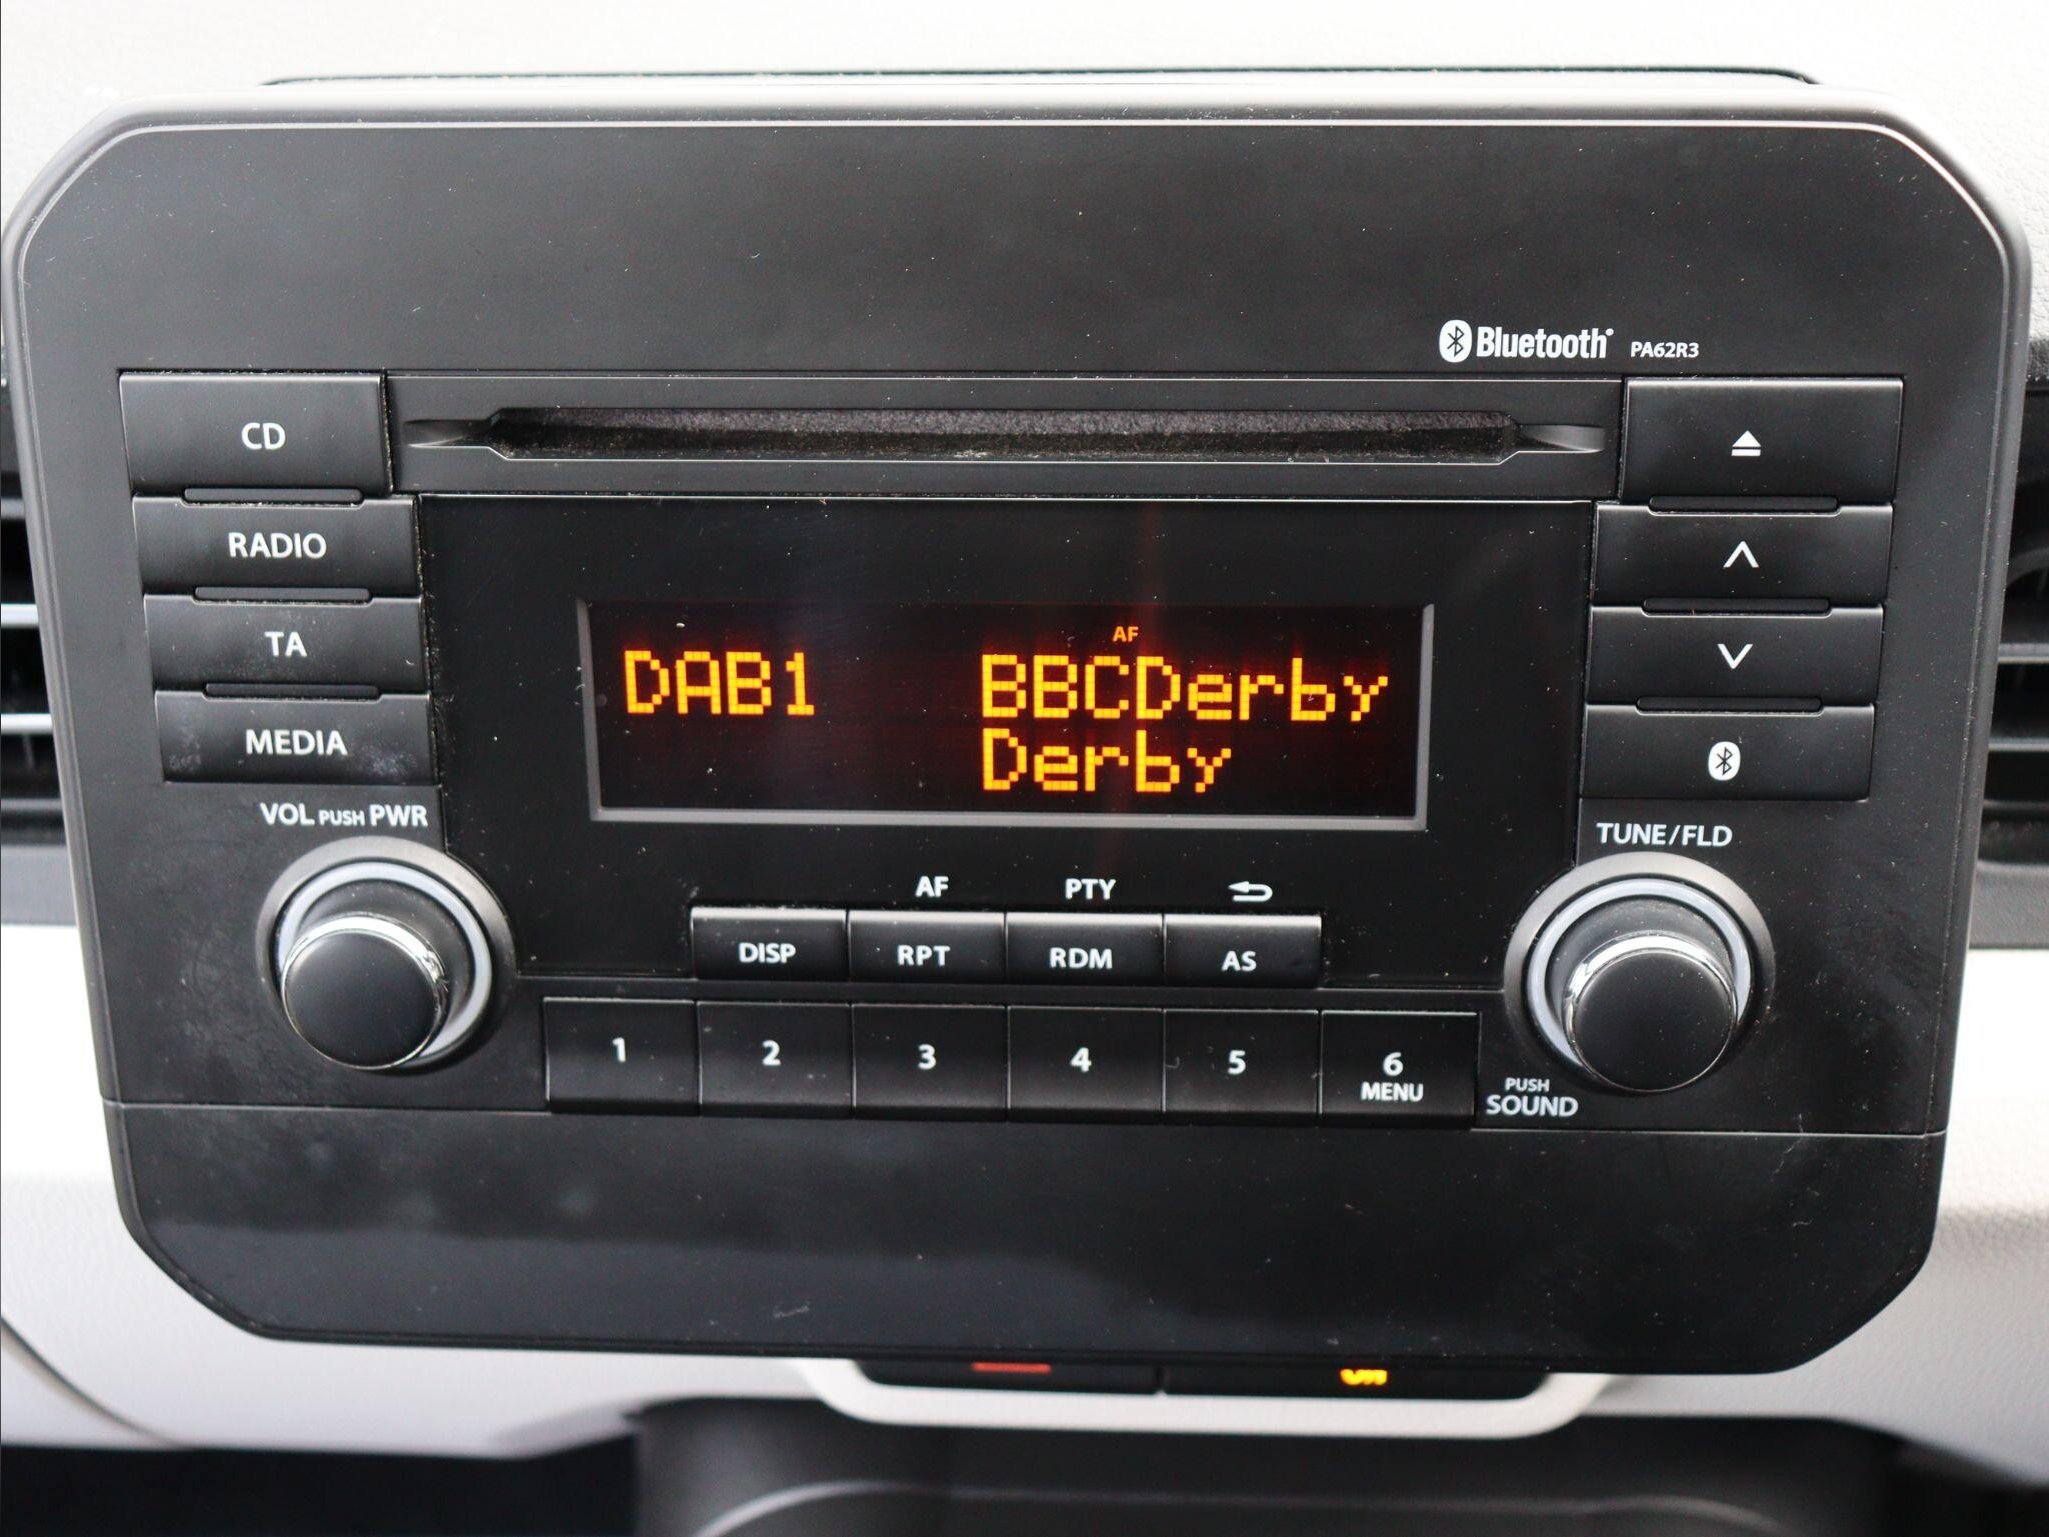 Bluetooth® PA62R3
CD
RADIO
TA
MEDIA
AF
DAB1 BBCDerby
Derby
VOL PUSH PWR
TUNE/FLD
AF PTY
DISP RPT RDM AS
1 2 3 4 5 6
MENU
PUSH
SOUND